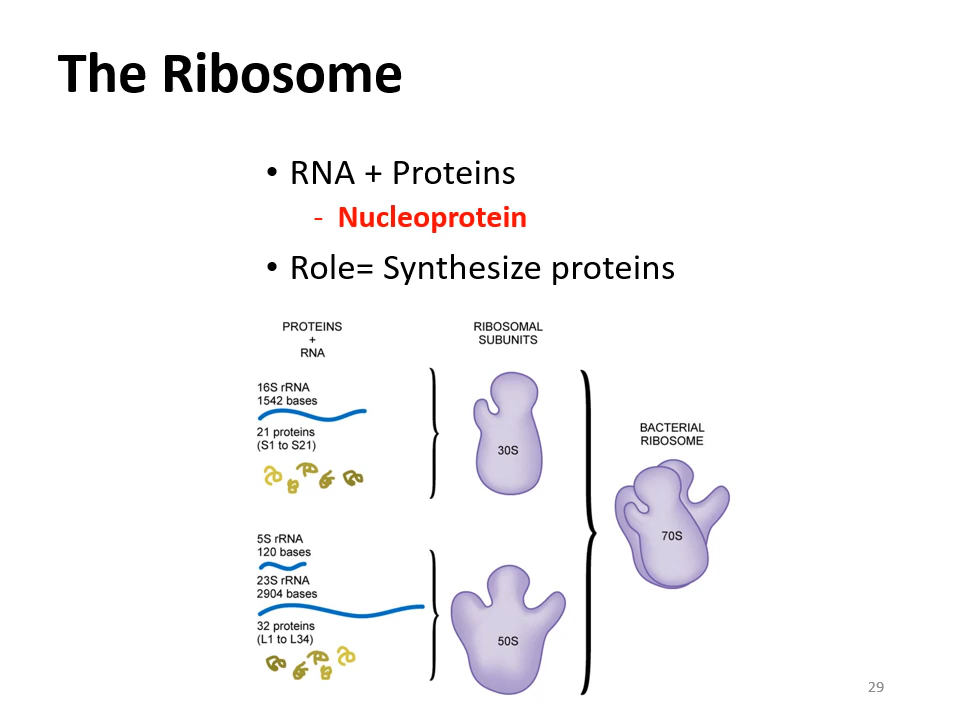 The Ribosome
• RNA + Proteins
- Nucleoprotein
• Role= Synthesize proteins
PROTEINS
+
RNA
RIBOSOMAL
SUBUNITS
16S rRNA
1542 bases
21 proteins
(S1 to S21)
30S
BACTERIAL
RIBOSOME
70S
5S rRNA
120 bases
23S rRNA
2904 bases
32 proteins
(L1 to L34)
50S
29